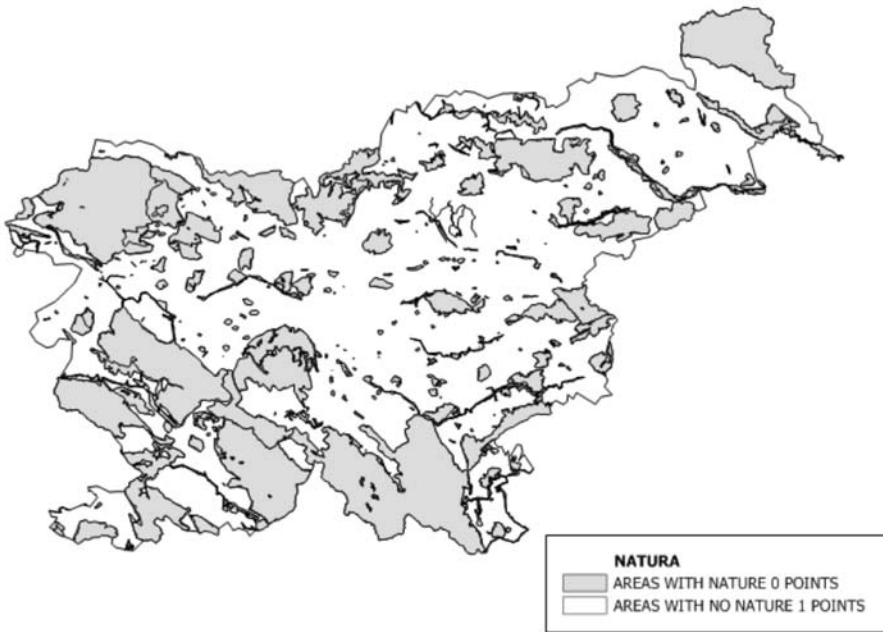 NATURA
AREAS WITH NATURE 0 POINTS
AREAS WITH NO NATURE 1 POINTS